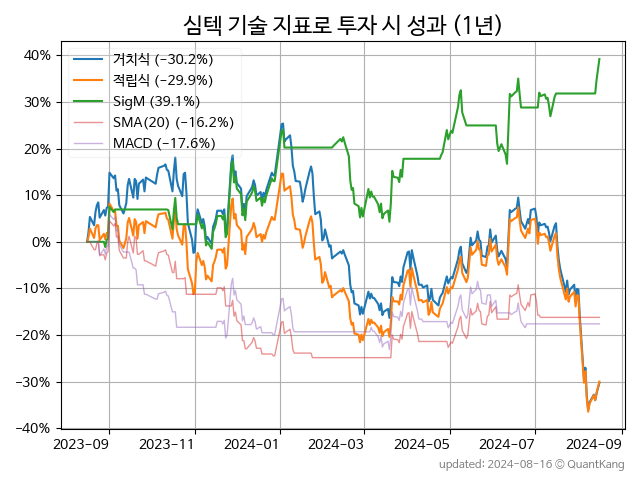 심텍 기술 지표로 투자 시 성과 (1년)
거치식 (−30.2%)
적립식 (−29.9%)
SigM (39.1%)
SMA(20) (−16.2%)
MACD (−17.6%)
40%
30%
20%
10%
0%
−10%
−20%
−30%
−40%
2023-09 2023-11 2024-01 2024-03 2024-05 2024-07 2024-09
updated: 2024-08-16 © QuantKang